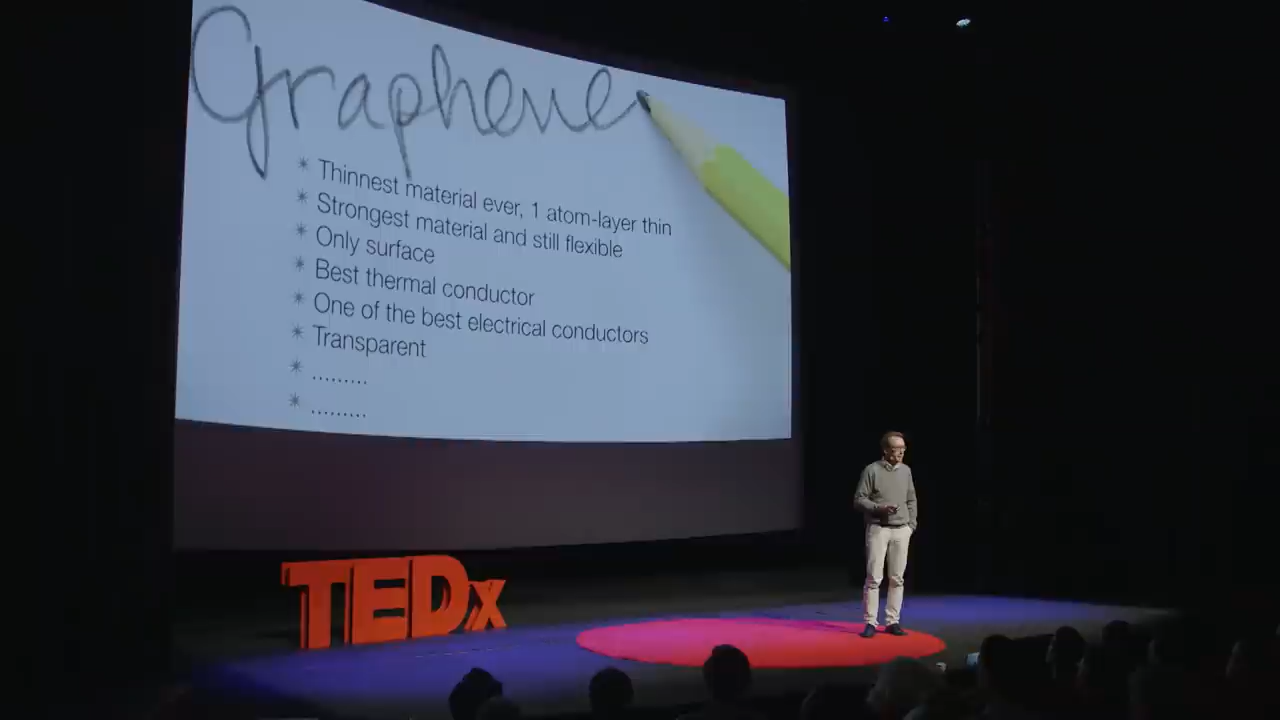 Graphene
* Thinnest material ever, 1 atom-layer thin
* Strongest material and still flexible
* Only surface
* Best thermal conductor
* One of the best electrical conductors
* Transparent
* .........
* .........
TEDx